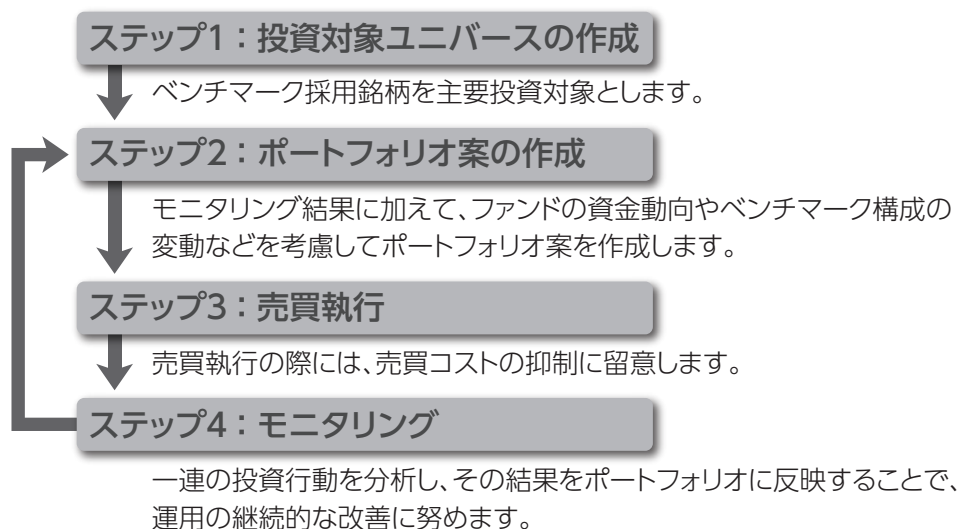 ステップ1：投資対象ユニバースの作成
ベンチマーク採用銘柄を主要投資対象とします。
ステップ2：ポートフォリオ案の作成
モニタリング結果に加えて、ファンドの資金動向やベンチマーク構成の
変動などを考慮してポートフォリオ案を作成します。
ステップ3：売買執行
売買執行の際には、売買コストの抑制に留意します。
ステップ4：モニタリング
一連の投資行動を分析し、その結果をポートフォリオに反映することで、
運用の継続的な改善に努めます。